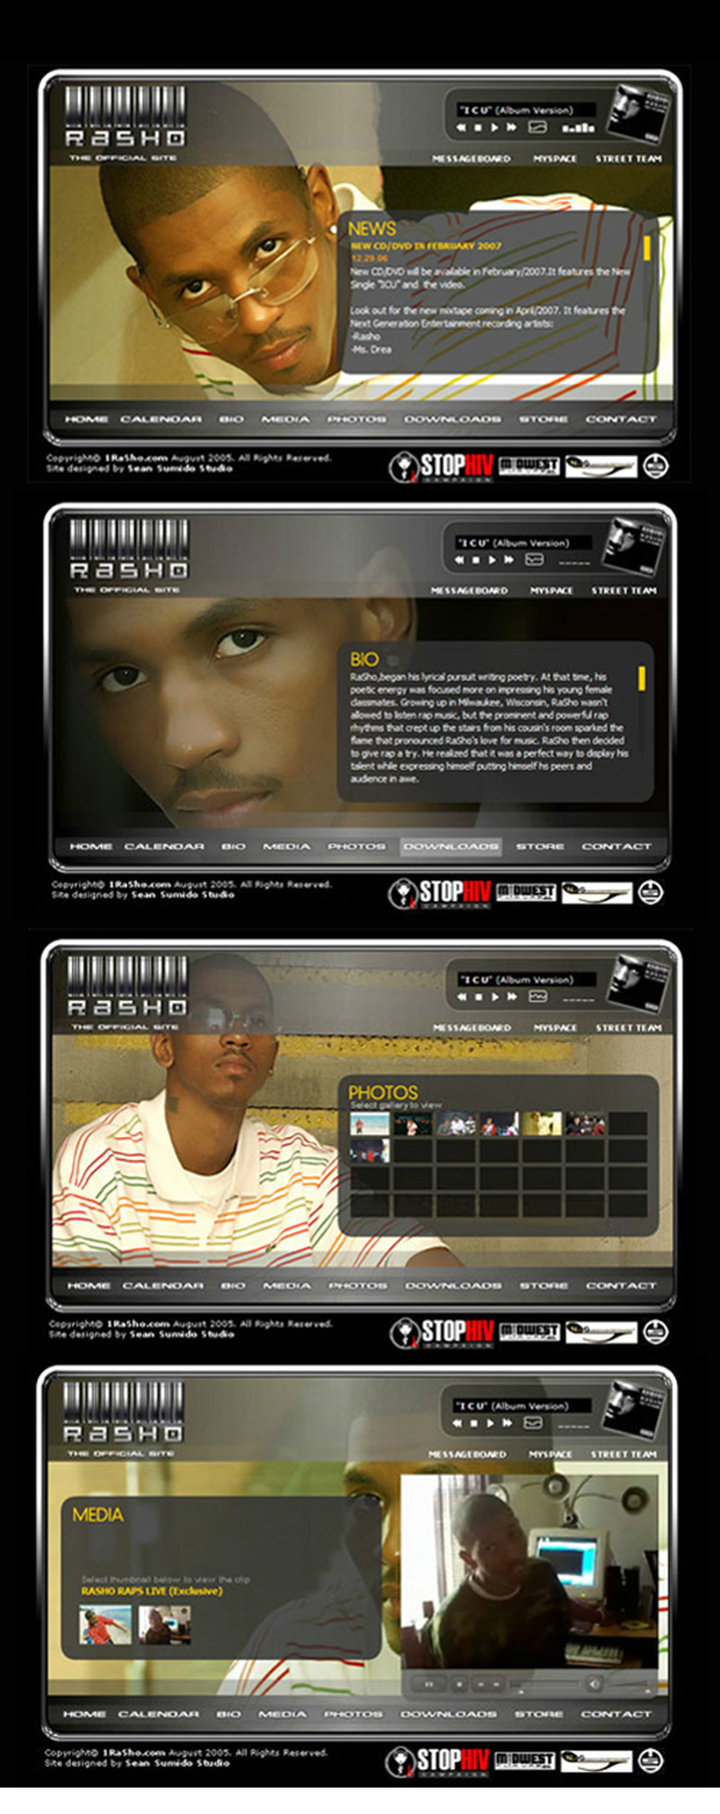 RASHO
THE OFFICIAL SITE
"I C U" (Album Version)
MESSAGEBOARD MYSPACE STREET TEAM
NEWS
NEW CD/DVD IN FEBRUARY 2007
12.29.06
New CD/DVD will be available in February/2007.It features the New
Single "ICU" and the video.
Look out for the new mixtape coming in April/2007. It features the
Next Generation Entertainment recording artists:
-Rasho
-Ms. Drea
HOME CALENDAR BIO MEDIA PHOTOS DOWNLOADS STORE CONTACT
Copyright© 1RaSho.com August 2005. All Rights Reserved.
Site designed by Sean Sumido Studio
STOPHIV
CAMPAIGN
MIDWEST
RASHO
THE OFFICIAL SITE
"I C U" (Album Version)
MESSAGEBOARD MYSPACE STREET TEAM
BIO
RaSho,began his lyrical pursuit writing poetry. At that time, his
poetic energy was focused more on impressing his young female
classmates. Growing up in Milwaukee, Wisconsin, RaSho wasn't
allowed to listen rap music, but the prominent and powerful rap
rhythms that crept up the stairs from his cousin's room sparked the
flame that pronounced RaSho's love for music. RaSho then decided
to give rap a try. He realized that it was a perfect way to display his
talent while expressing himself putting himself hs peers and
audience in awe.
HOME CALENDAR BIO MEDIA PHOTOS DOWNLOADS STORE CONTACT
Copyright© 1RaSho.com August 2005. All Rights Reserved.
Site designed by Sean Sumido Studio
STOPHIV
CAMPAIGN
MIDWEST
RASHO
THE OFFICIAL SITE
"I C U" (Album Version)
MESSAGEBOARD MYSPACE STREET TEAM
PHOTOS
Select gallery to view
HOME CALENDAR BIO MEDIA PHOTOS DOWNLOADS STORE CONTACT
Copyright© 1RaSho.com August 2005. All Rights Reserved.
Site designed by Sean Sumido Studio
STOPHIV
CAMPAIGN
MIDWEST
RASHO
THE OFFICIAL SITE
"I C U" (Album Version)
MESSAGEBOARD MYSPACE STREET TEAM
MEDIA
Select thumbnail below to view the clip
RASHO RAPS LIVE (Exclusive)
HOME CALENDAR BIO MEDIA PHOTOS DOWNLOADS STORE CONTACT
Copyright© 1RaSho.com August 2005. All Rights Reserved.
Site designed by Sean Sumido Studio
STOPHIV
CAMPAIGN
MIDWEST